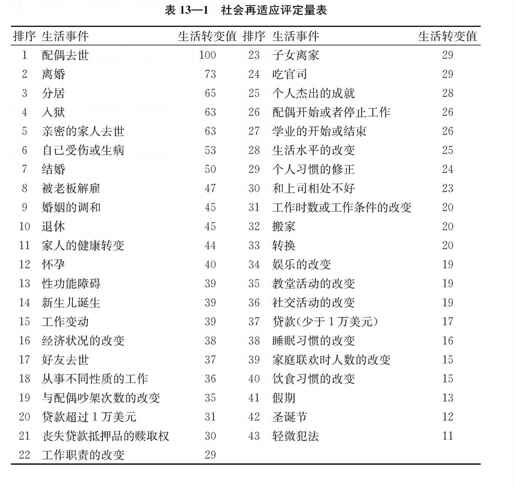 表 13—1 社会再适应评定量表
排序 生活事件 生活转变值 排序 生活事件 生活转变值
1 配偶去世 100 23 子女离家 29
2 离婚 73 24 吃官司 29
3 分居 65 25 个人杰出的成就 28
4 入狱 63 26 配偶开始或者停止工作 26
5 亲密的家人去世 63 27 学业的开始或结束 26
6 自己受伤或生病 53 28 生活水平的改变 25
7 结婚 50 29 个人习惯的修正 24
8 被老板解雇 47 30 和上司相处不好 23
9 婚姻的调和 45 31 工作时数或工作条件的改变 20
10 退休 45 32 搬家 20
11 家人的健康转变 44 33 转换 20
12 怀孕 40 34 娱乐的改变 19
13 性功能障碍 39 35 教堂活动的改变 19
14 新生儿诞生 39 36 社交活动的改变 19
15 工作变动 39 37 贷款(少于1万美元) 17
16 经济状况的改变 38 38 睡眠习惯的改变 16
17 好友去世 37 39 家庭联欢时人数的改变 15
18 从事不同性质的工作 36 40 饮食习惯的改变 15
19 与配偶吵架次数的改变 35 41 假期 13
20 贷款超过1万美元 31 42 圣诞节 12
21 丧失贷款抵押品的赎取权 30 43 轻微犯法 11
22 工作职责的改变 29